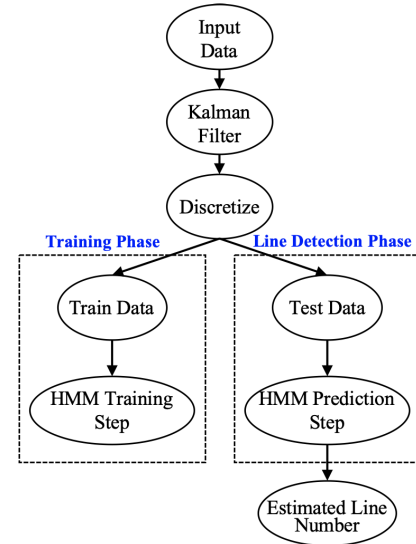 Input
Data
Kalman
Filter
Discretize
Training Phase
Line Detection Phase
Train Data
Test Data
HMM Training
Step
HMM Prediction
Step
Estimated Line
Number